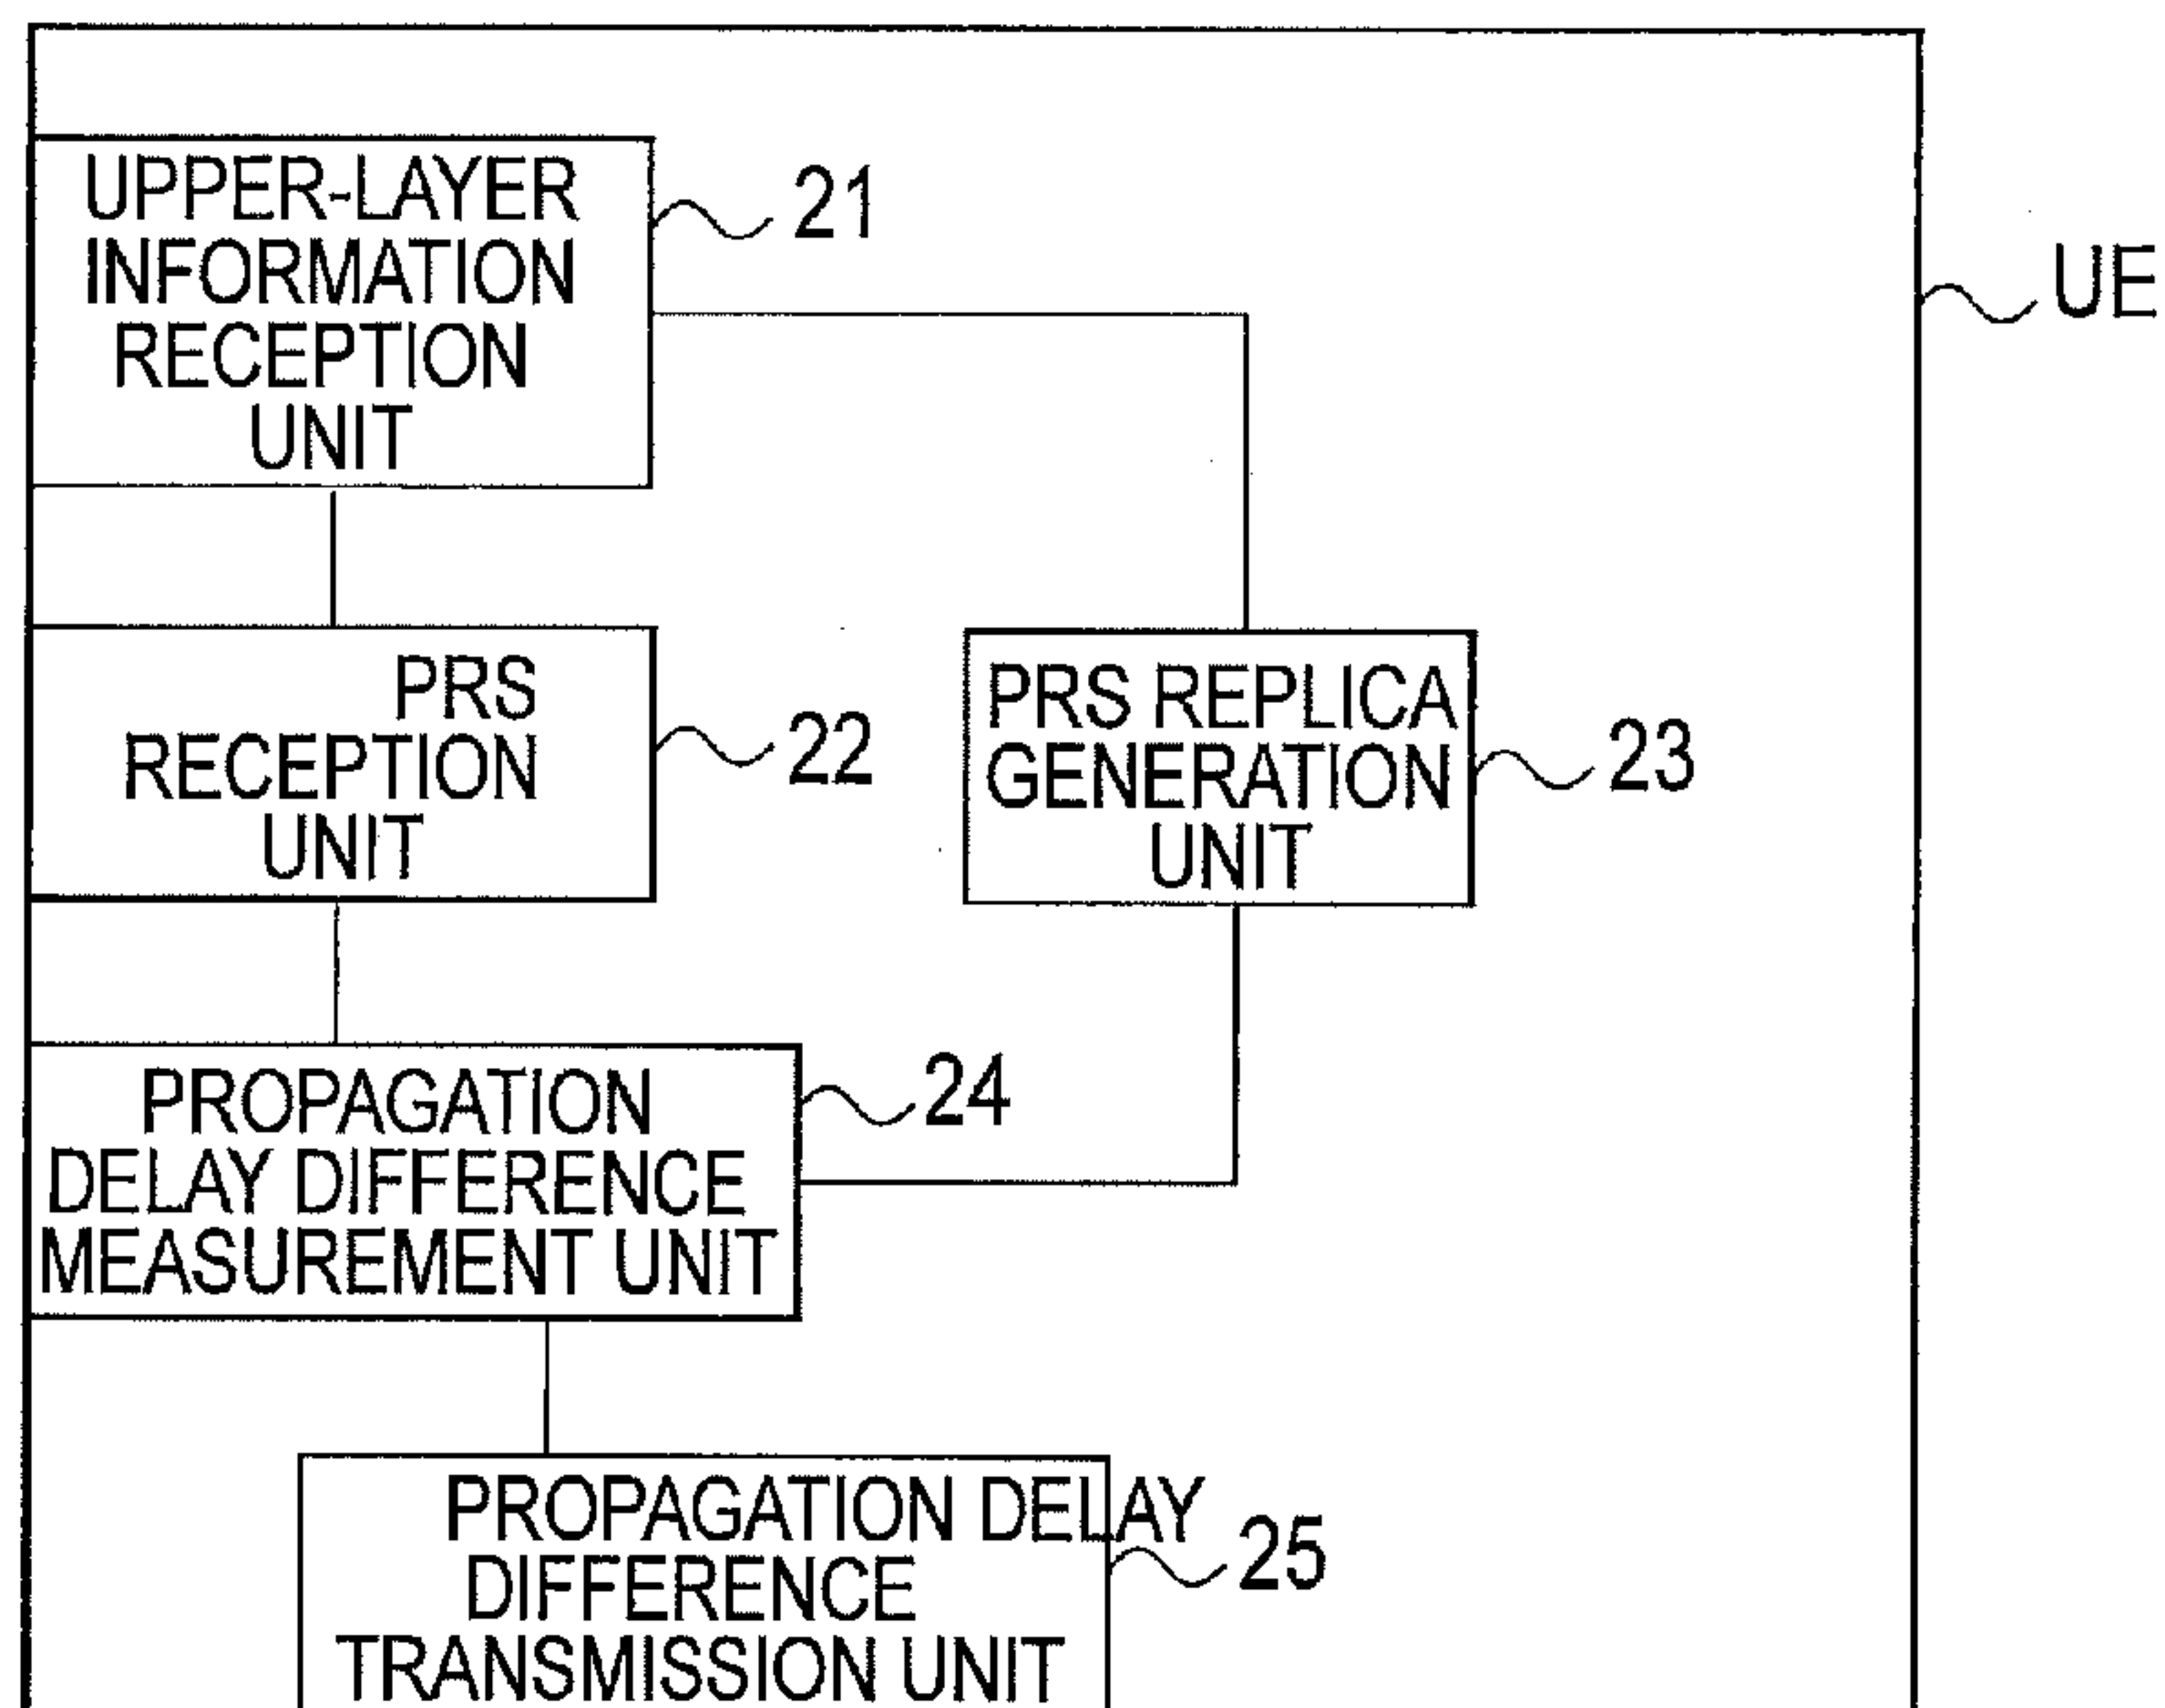 UPPER-LAYER
INFORMATION
RECEPTION
UNIT
21
UE
PRS
RECEPTION
UNIT
22
PRS REPLICA
GENERATION
UNIT
23
PROPAGATION
DELAY DIFFERENCE
MEASUREMENT UNIT
24
PROPAGATION DELAY
DIFFERENCE
TRANSMISSION UNIT
25